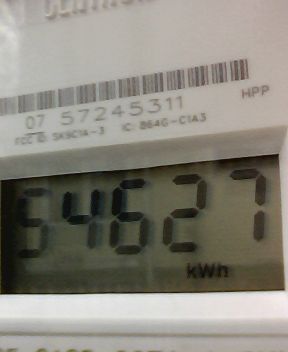 HPP
07 57245311
FCC ID: SK9C1A-3 IC: 864G-C1A3
54627
kWh